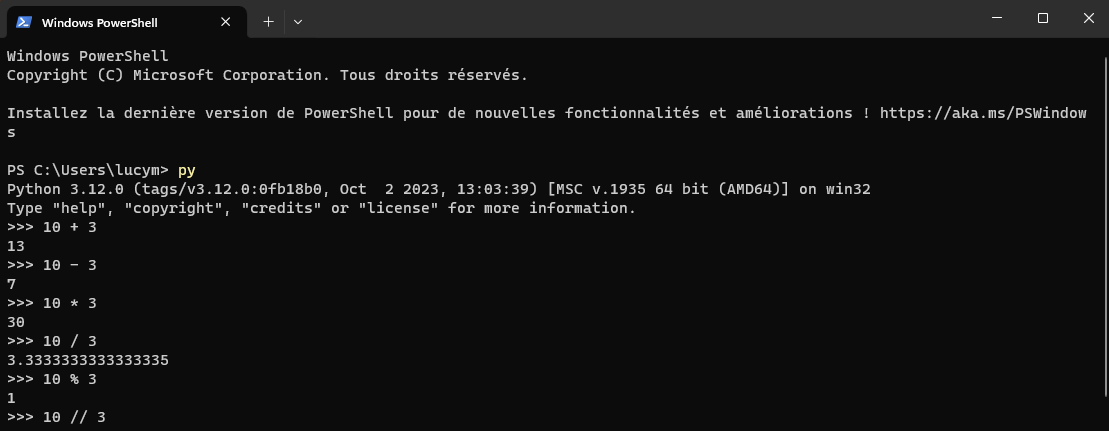 Windows PowerShell
Windows PowerShell
Copyright (C) Microsoft Corporation. Tous droits réservés.
Installez la dernière version de PowerShell pour de nouvelles fonctionnalités et améliorations ! https://aka.ms/PSWindow
s
PS C:\Users\lucym> py
Python 3.12.0 (tags/v3.12.0:0fb18b0, Oct  2 2023, 13:03:39) [MSC v.1935 64 bit (AMD64)] on win32
Type "help", "copyright", "credits" or "license" for more information.
>>> 10 + 3
13
>>> 10 - 3
7
>>> 10 * 3
30
>>> 10 / 3
3.3333333333333335
>>> 10 % 3
1
>>> 10 // 3